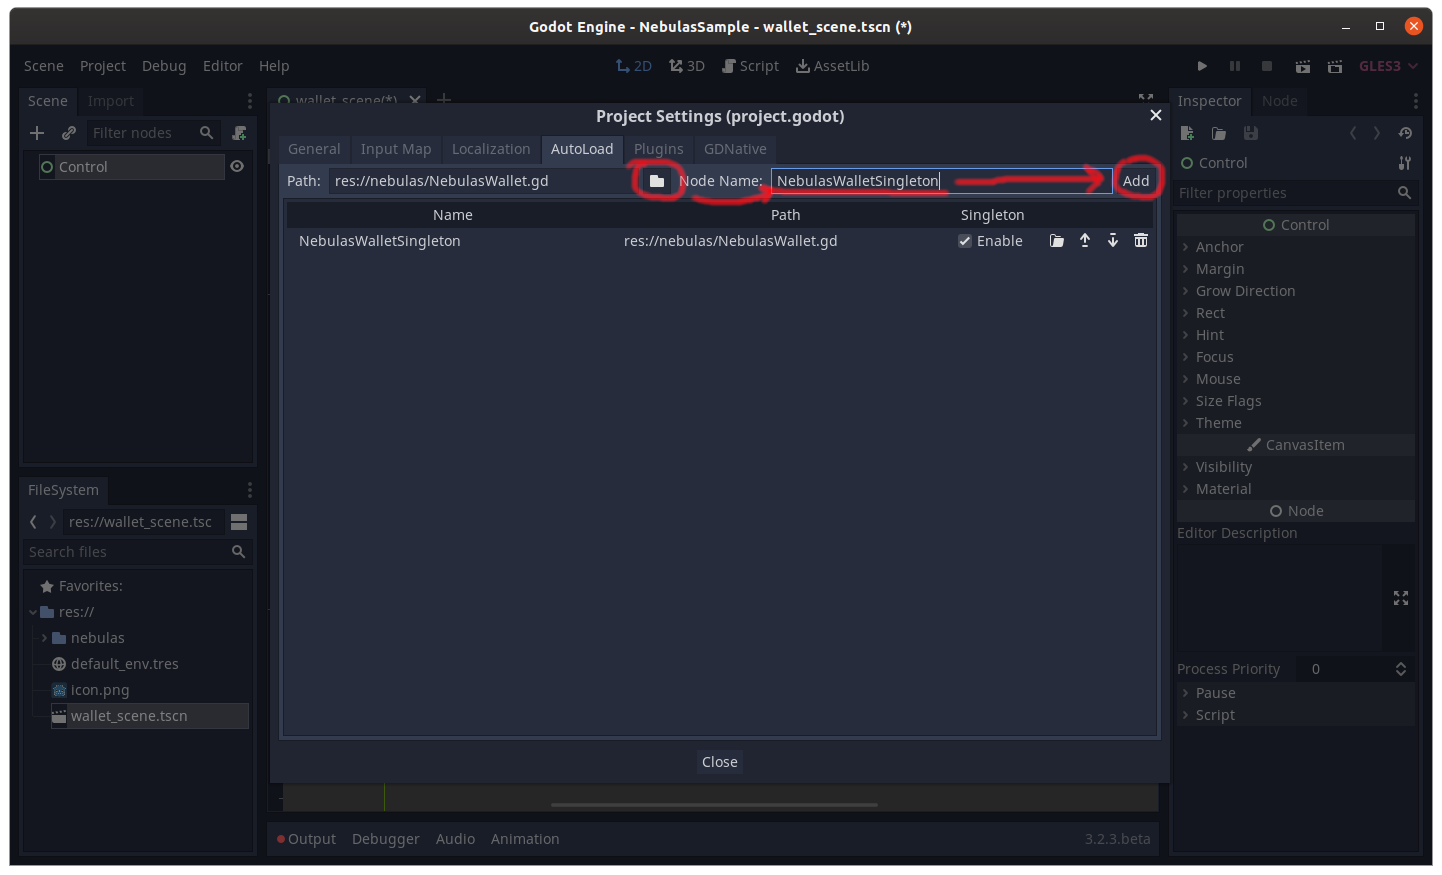 Godot Engine - NebulasSample - wallet_scene.tscn (*)
Scene Project Debug Editor Help
2D 3D Script AssetLib
GLES3
Scene Import
wallet_scene(*)
Inspector Node
Filter nodes
Control
Project Settings (project.godot)
General Input Map Localization AutoLoad Plugins GDNative
Path: res://nebulas/NebulasWallet.gd Node Name: NebulasWalletSingleton Add
Name Path Singleton
NebulasWalletSingleton res://nebulas/NebulasWallet.gd Enable
Close
Control
Filter properties
Control
Anchor
Margin
Grow Direction
Rect
Hint
Focus
Mouse
Size Flags
Theme
CanvasItem
Visibility
Material
Node
Editor Description
Process Priority 0
Pause
Script
FileSystem
res://wallet_scene.tsc
Search files
Favorites:
res://
nebulas
default_env.tres
icon.png
wallet_scene.tscn
Output Debugger Audio Animation 3.2.3.beta